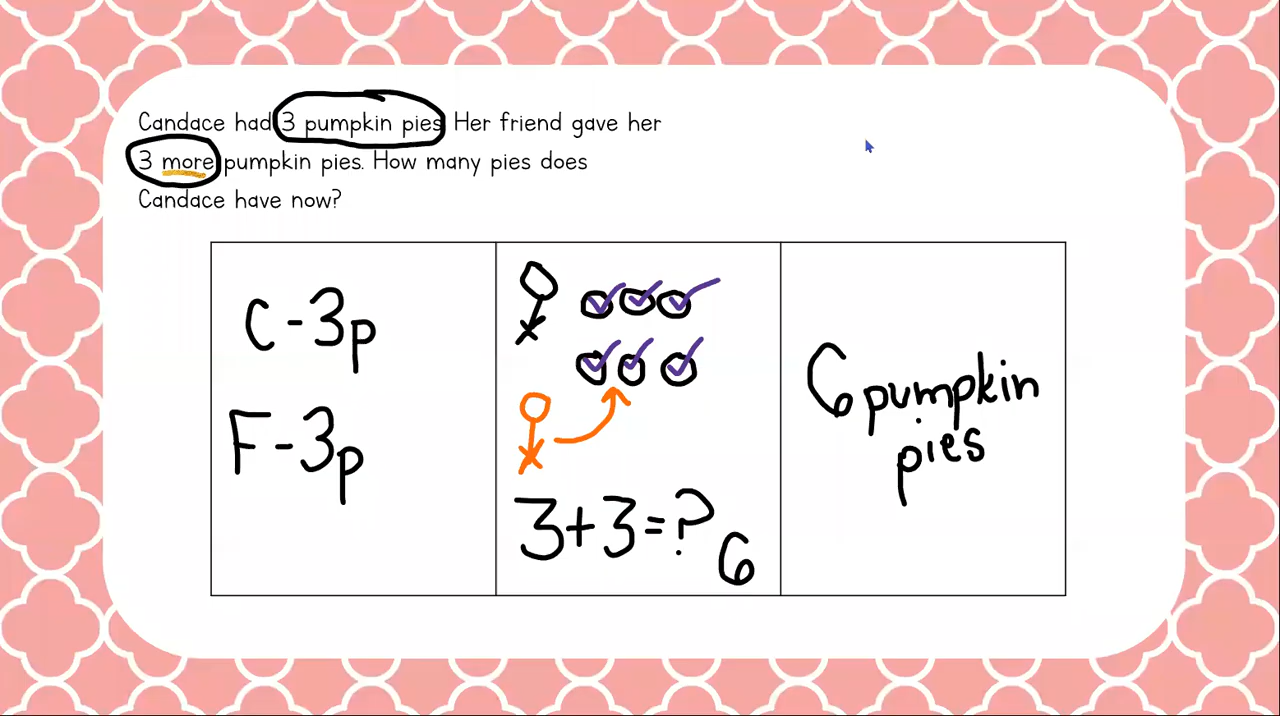 Candace had 3 pumpkin pies. Her friend gave her
3 more pumpkin pies. How many pies does
Candace have now?
C - 3p
F - 3p
3 + 3 = ? 6
6 pumpkin
pies